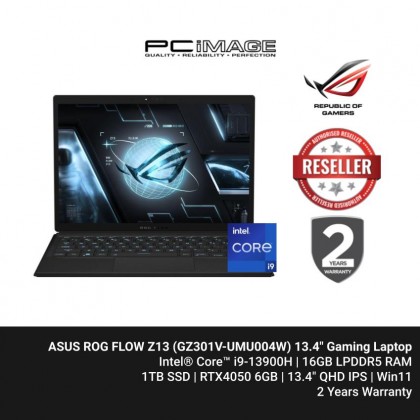 PC iMAGE
QUALITY • RELIABILITY • PERFECTION
REPUBLIC OF
GAMERS
AUTHORISED RESELLER
RESELLER
intel
CORE
i9
2
YEARS
WARRANTY
ASUS ROG FLOW Z13 (GZ301V-UMU004W) 13.4" Gaming Laptop
Intel® Core™ i9-13900H | 16GB LPDDR5 RAM
1TB SSD | RTX4050 6GB | 13.4" QHD IPS | Win11
2 Years Warranty